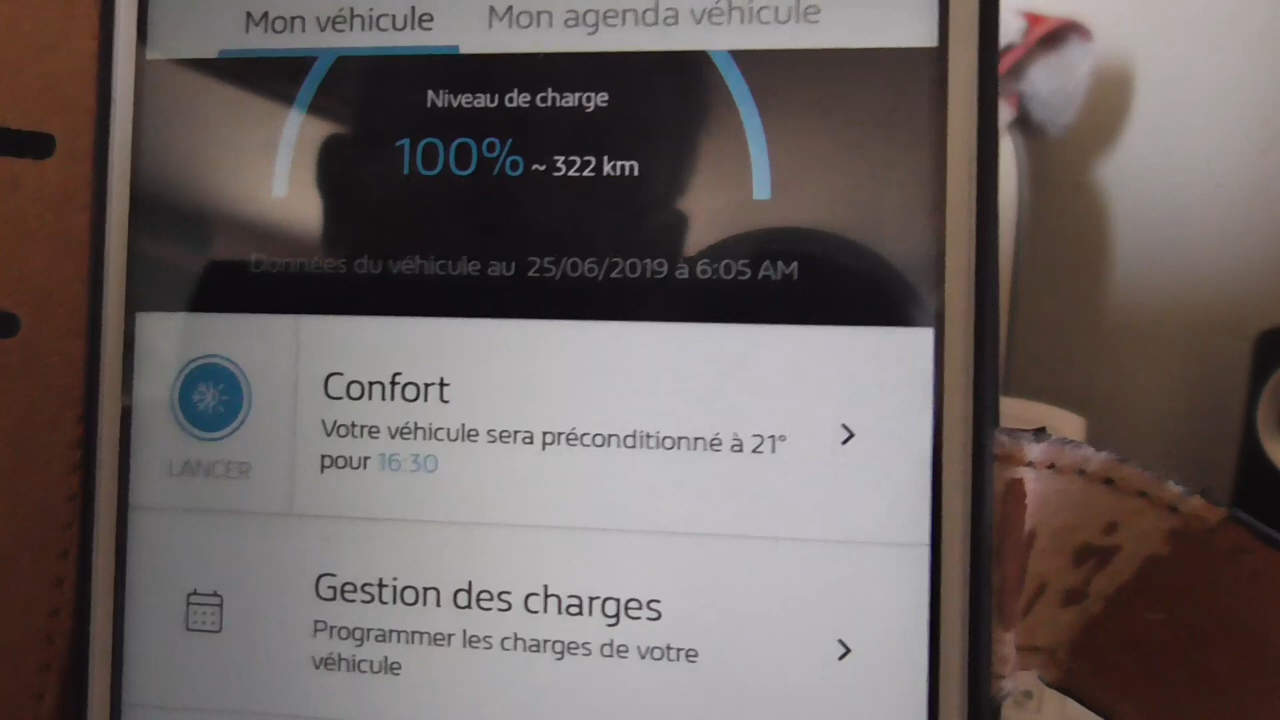 Mon véhicule Mon agenda véhicule
Niveau de charge
100% ~ 322 km
Données du véhicule au 25/06/2019 à 6:05 AM
Confort
Votre véhicule sera préconditionné à 21°
pour 16:30
LANCER
Gestion des charges
Programmer les charges de votre
véhicule